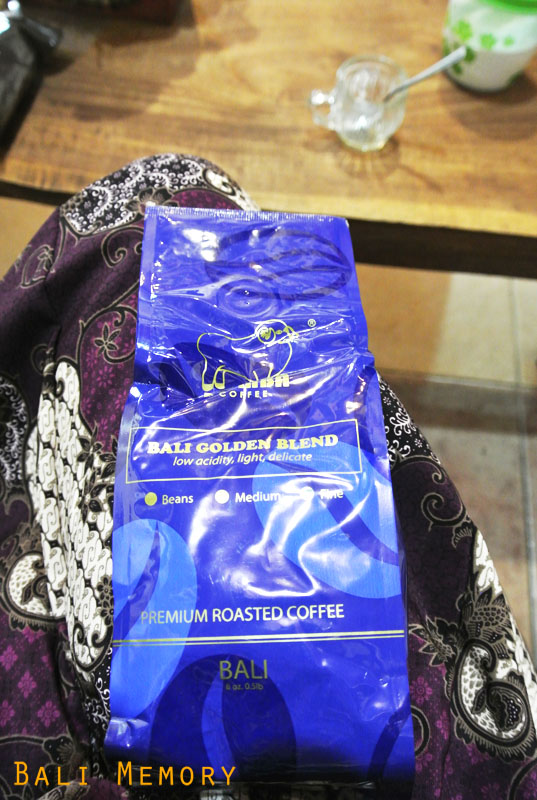 ®
COFFEE
BALI GOLDEN BLEND
low acidity, light, delicate
Beans Medium Fine
PREMIUM ROASTED COFFEE
BALI
BALI MEMORY